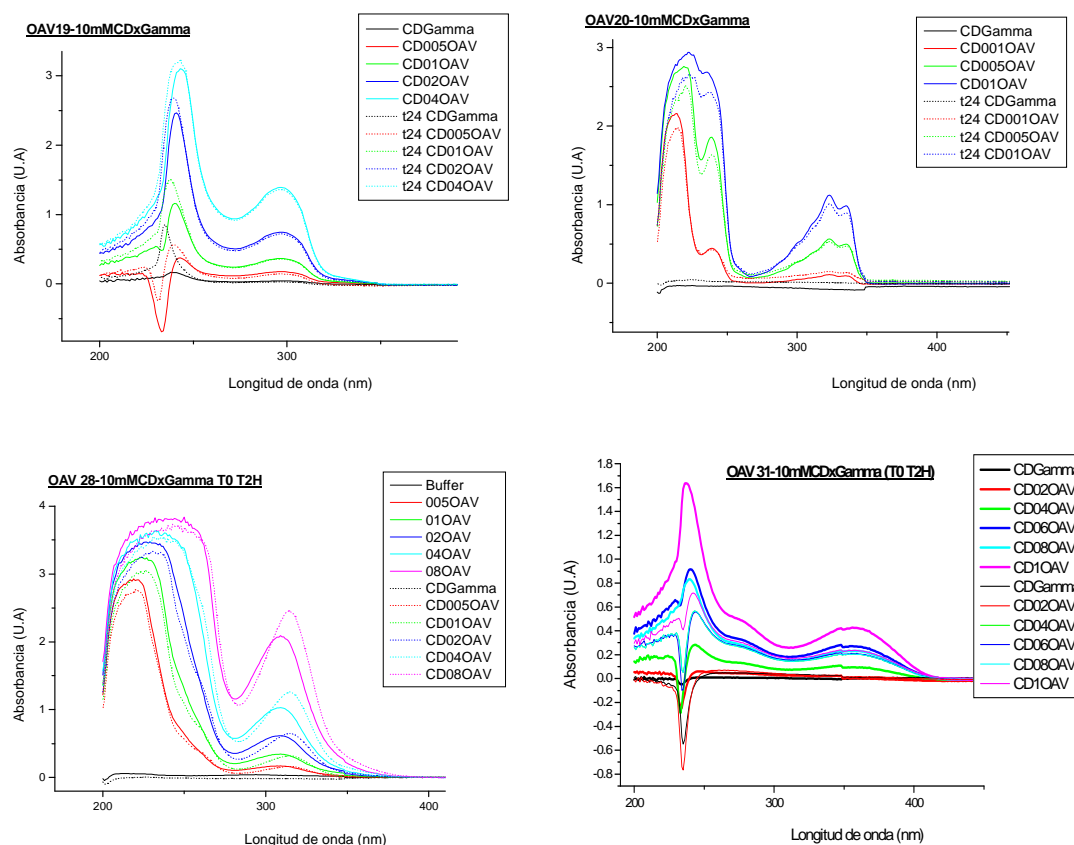 OAV19-10mMCDxGamma
CDGamma
CD005OAV
CD01OAV
CD02OAV
CD04OAV
t24 CDGamma
t24 CD005OAV
t24 CD01OAV
t24 CD02OAV
t24 CD04OAV
Absorbancia (U.A)
3
2
1
0
200
300
Longitud de onda (nm)
OAV20-10mMCDxGamma
CDGamma
CD001OAV
CD005OAV
CD01OAV
t24 CDGamma
t24 CD001OAV
t24 CD005OAV
t24 CD01OAV
Absorbancia (U.A)
3
2
1
0
200
300
400
Longitud de onda (nm)
OAV 28-10mMCDxGamma T0 T2H
Buffer
005OAV
01OAV
02OAV
04OAV
08OAV
CDGamma
CD005OAV
CD01OAV
CD02OAV
CD04OAV
CD08OAV
Absorbancia (U.A)
4
3
2
1
0
200
300
400
Longitud de onda (nm)
OAV 31-10mMCDxGamma (T0 T2H)
CDGamma
CD02OAV
CD04OAV
CD06OAV
CD08OAV
CD1OAV
CDGamma
CD02OAV
CD04OAV
CD06OAV
CD08OAV
CD1OAV
Absorbancia (U.A)
1.8
1.6
1.4
1.2
1.0
0.8
0.6
0.4
0.2
0.0
-0.2
-0.4
-0.6
-0.8
200
300
400
Longitud de onda (nm)